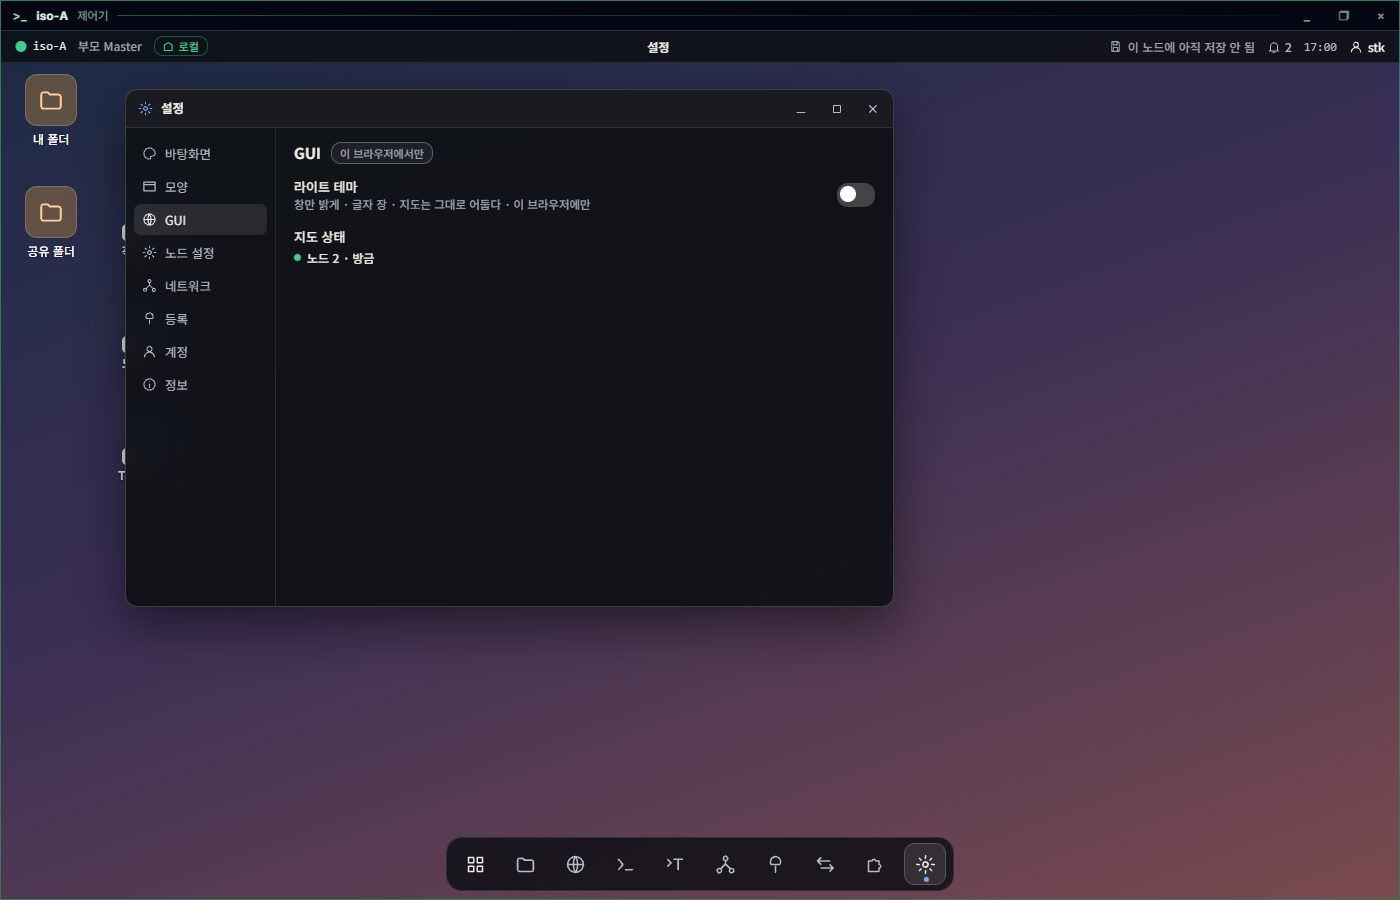 >_ iso-A 제어기
iso-A 부모 Master 로컬
설정
이 노드에 아직 저장 안 됨 2 17:00 stk
내 폴더
공유 폴더
설정
바탕화면
모양
GUI
노드 설정
네트워크
등록
계정
정보
GUI 이 브라우저에서만
라이트 테마
창만 밝게 · 글자 장 · 지도는 그대로 어둡다 · 이 브라우저에만
지도 상태
노드 2 · 방금